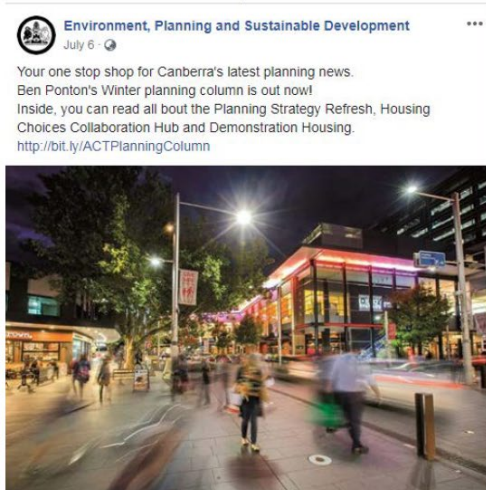 Environment, Planning and Sustainable Development
July 6
Your one stop shop for Canberra's latest planning news.
Ben Ponton's Winter planning column is out now!
Inside, you can read all bout the Planning Strategy Refresh, Housing
Choices Collaboration Hub and Demonstration Housing.
http://bit.ly/ACTPlanningColumn